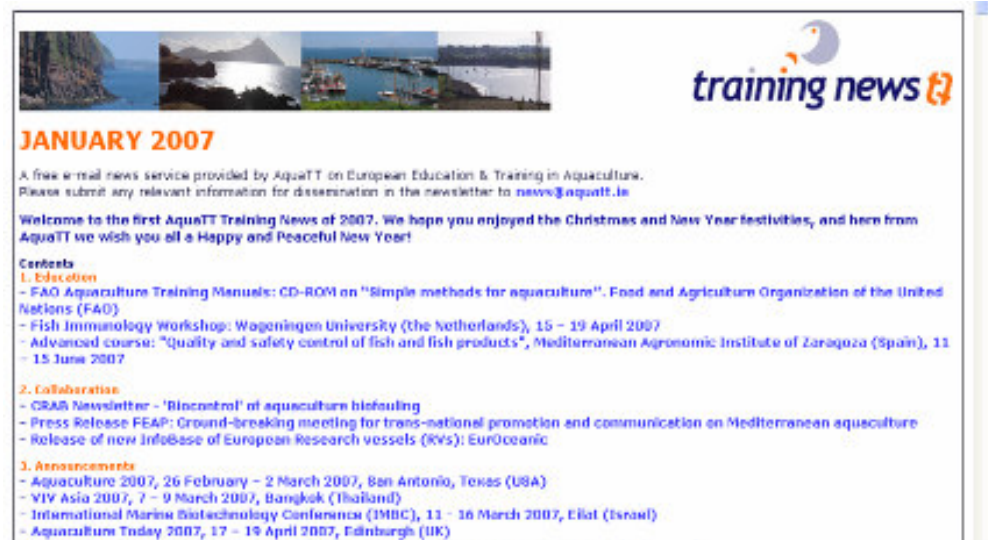 training news
JANUARY 2007
A free e-mail news service provided by AquaTT on European Education & Training in Aquaculture.
Please submit any relevant information for dissemination in the newsletter to news@aquatt.ie
Welcome to the first AquaTT Training News of 2007. We hope you enjoyed the Christmas and New Year festivities, and here from
AquaTT we wish you all a Happy and Peaceful New Year!
Contents
1. Education
- FAO Aquaculture Training Manuals: CD-ROM on "Simple methods for aquaculture". Food and Agriculture Organization of the United
Nations (FAO)
- Fish Immunology Workshop: Wageningen University (the Netherlands), 15 – 19 April 2007
- Advanced course: "Quality and safety control of fish and fish products", Mediterranean Agronomic Institute of Zaragoza (Spain), 11
- 15 June 2007
2. Collaboration
- CRAB Newsletter - 'Biocontrol' of aquaculture biofouling
- Press Release FEAP: Ground-breaking meeting for trans-national promotion and communication on Mediterranean aquaculture
- Release of new InfoBase of European Research vessels (RVs): EurOceanic
3. Announcements
- Aquaculture 2007, 26 February – 2 March 2007, San Antonio, Texas (USA)
- VIV Asia 2007, 7 – 9 March 2007, Bangkok (Thailand)
- International Marine Biotechnology Conference (IMBC), 11 - 16 March 2007, Eilat (Israel)
- Aquaculture Today 2007, 17 – 19 April 2007, Edinburgh (UK)